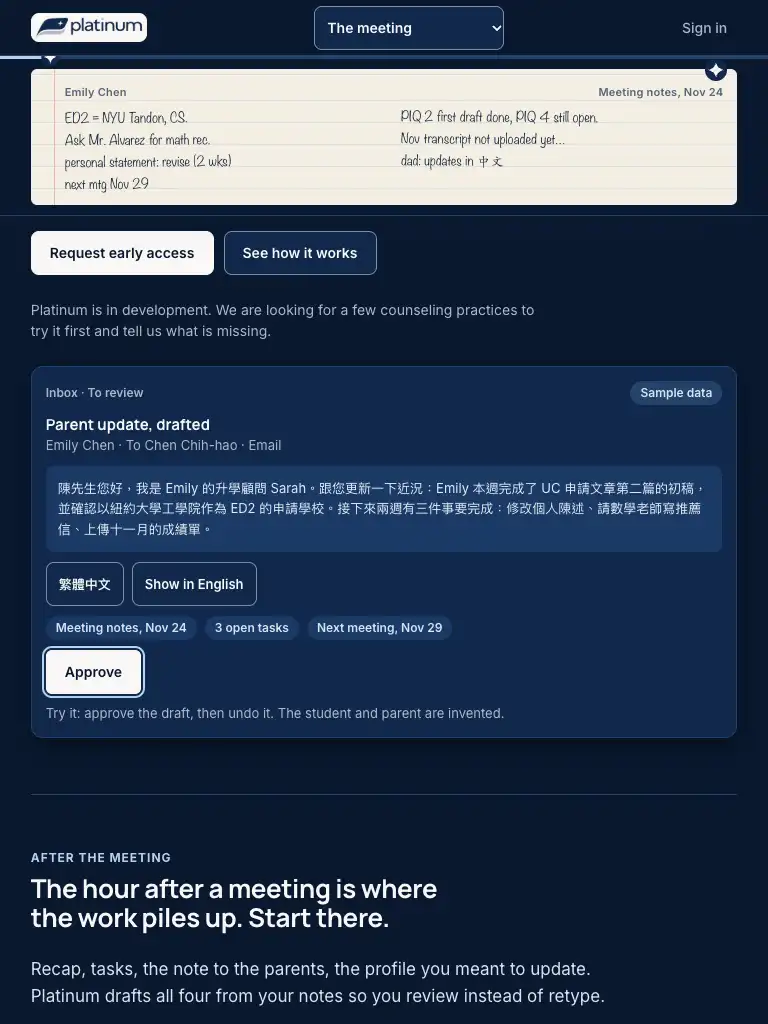 platinum
The meeting
Sign in
Emily Chen
Meeting notes, Nov 24
ED2 = NYU Tandon, CS.
Ask Mr. Alvarez for math rec.
personal statement: revise (2 wks)
next mtg Nov 29
PIQ 2 first draft done, PIQ 4 still open.
Nov transcript not uploaded yet...
dad: updates in 中文
Request early access
See how it works
Platinum is in development. We are looking for a few counseling practices to
try it first and tell us what is missing.
Inbox · To review
Sample data
Parent update, drafted
Emily Chen · To Chen Chih-hao · Email
陳先生您好，我是 Emily 的升學顧問 Sarah。跟您更新一下近況：Emily 本週完成了 UC 申請文章第二篇的初稿，
並確認以紐約大學工學院作為 ED2 的申請學校。接下來兩週有三件事要完成：修改個人陳述、請數學老師寫推薦
信、上傳十一月的成績單。
繁體中文
Show in English
Meeting notes, Nov 24
3 open tasks
Next meeting, Nov 29
Approve
Try it: approve the draft, then undo it. The student and parent are invented.
AFTER THE MEETING
The hour after a meeting is where
the work piles up. Start there.
Recap, tasks, the note to the parents, the profile you meant to update.
Platinum drafts all four from your notes so you review instead of retype.